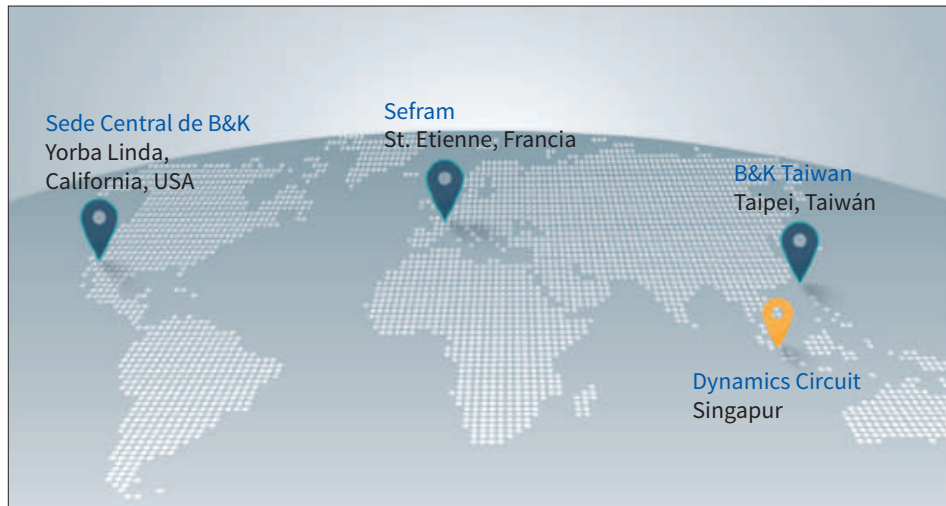 Sede Central de B&K
Yorba Linda,
California, USA
Sefram
St. Etienne, Francia
B&K Taiwan
Taipei, Taiwán
Dynamics Circuit
Singapur